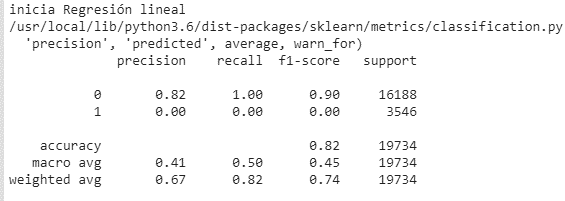 inicia Regresión lineal
/usr/local/lib/python3.6/dist-packages/sklearn/metrics/classification.py
'precision', 'predicted', average, warn_for)
precision recall f1-score support
0 0.82 1.00 0.90 16188
1 0.00 0.00 0.00 3546
accuracy 0.82 19734
macro avg 0.41 0.50 0.45 19734
weighted avg 0.67 0.82 0.74 19734